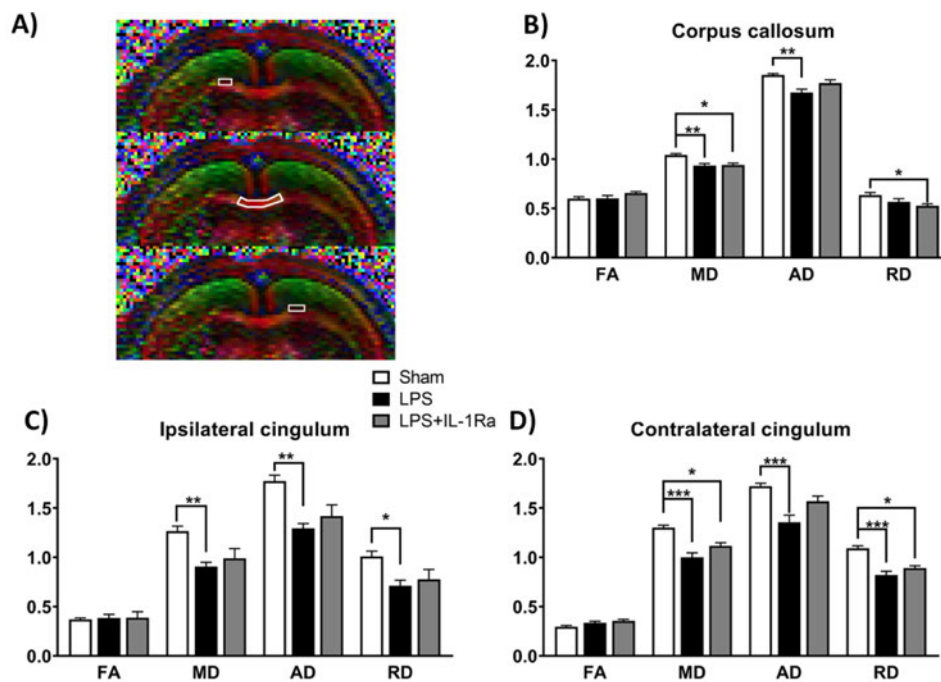 A)
B)
Corpus callosum
2.0
1.5
1.0
0.5
0.0
**
*
**
*
FA MD AD RD
Sham
LPS
LPS+IL-1Ra
C)
Ipsilateral cingulum
2.0
1.5
1.0
0.5
0.0
**
**
*
FA MD AD RD
D)
Contralateral cingulum
2.0
1.5
1.0
0.5
0.0
***
*
***
*
***
FA MD AD RD